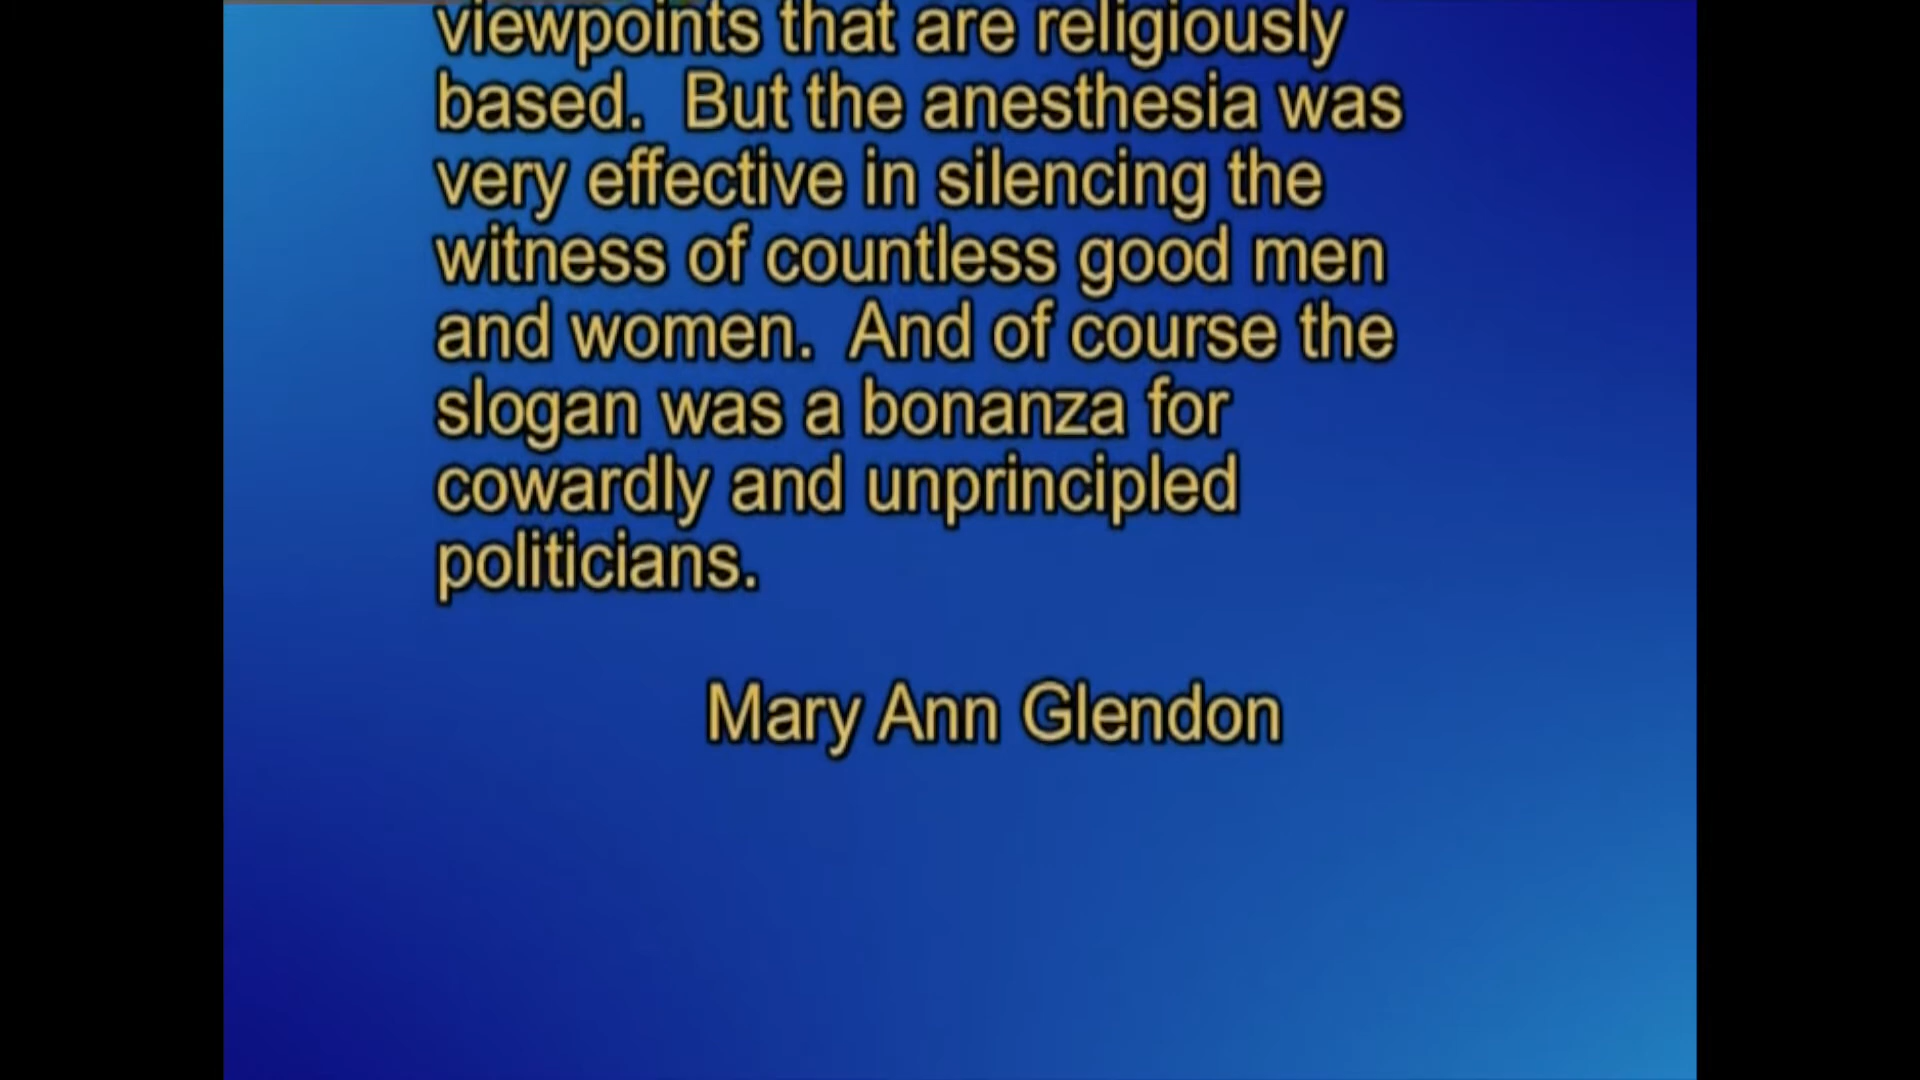 viewpoints that are religiously
based.  But the anesthesia was
very effective in silencing the
witness of countless good men
and women.  And of course the
slogan was a bonanza for
cowardly and unprincipled
politicians.
Mary Ann Glendon